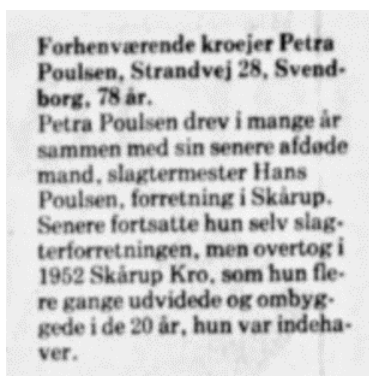 Forhenværende kroejer Petra
Poulsen, Strandvej 28, Svend-
borg, 78 år.
Petra Poulsen drev i mange år
sammen med sin senere afdøde
mand, slagtermester Hans
Poulsen, forretning i Skårup.
Senere fortsatte hun selv slag-
terforretningen, men overtog i
1952 Skårup Kro, som hun fle-
re gange udvidede og ombyg-
gede i de 20 år, hun var indeha-
ver.